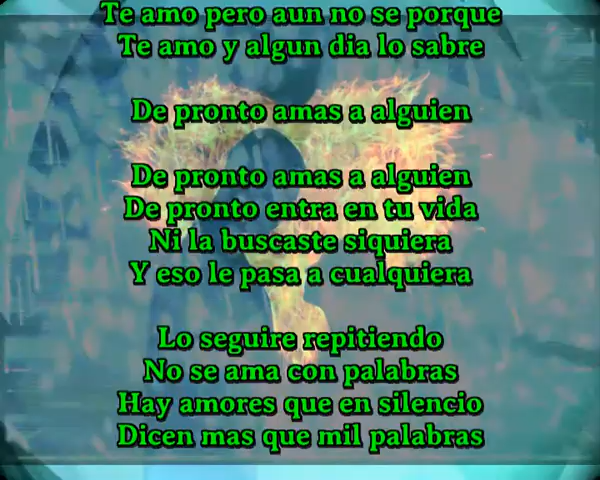 Te amo pero aun no se porque
Te amo y algun dia lo sabre
De pronto amas a alguien
De pronto amas a alguien
De pronto entra en tu vida
Ni la buscaste siquiera
Y eso le pasa a cualquiera
Lo seguire repitiendo
No se ama con palabras
Hay amores que en silencio
Dicen mas que mil palabras